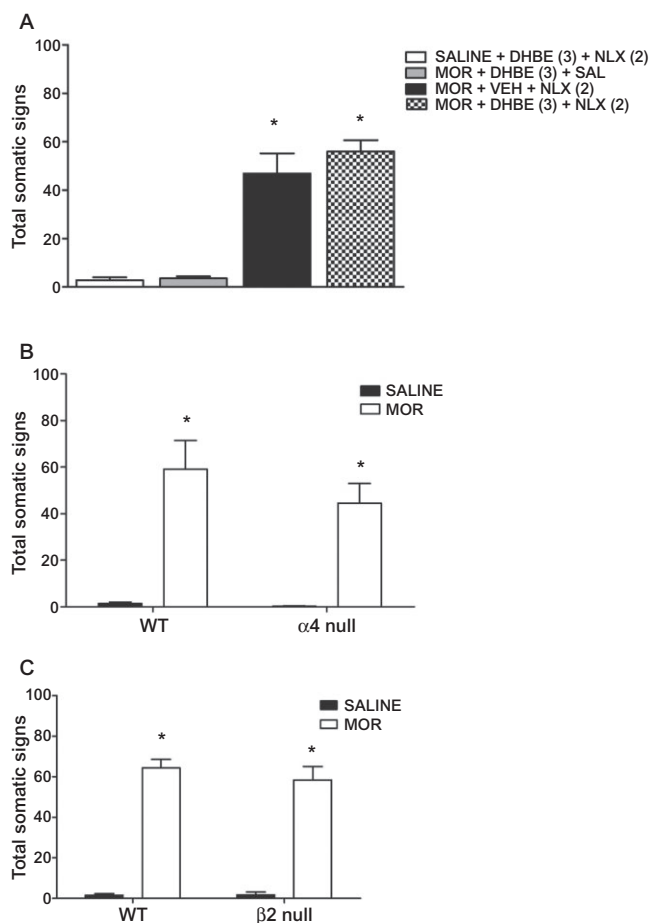 A
SALINE + DHBE (3) + NLX (2)
MOR + DHBE (3) + SAL
MOR + VEH + NLX (2)
MOR + DHBE (3) + NLX (2)
Total somatic signs
100
80
60
40
20
0
*
*
B
SALINE
MOR
Total somatic signs
100
80
60
40
20
0
*
*
WT
α4 null
C
SALINE
MOR
Total somatic signs
100
80
60
40
20
0
*
*
WT
β2 null